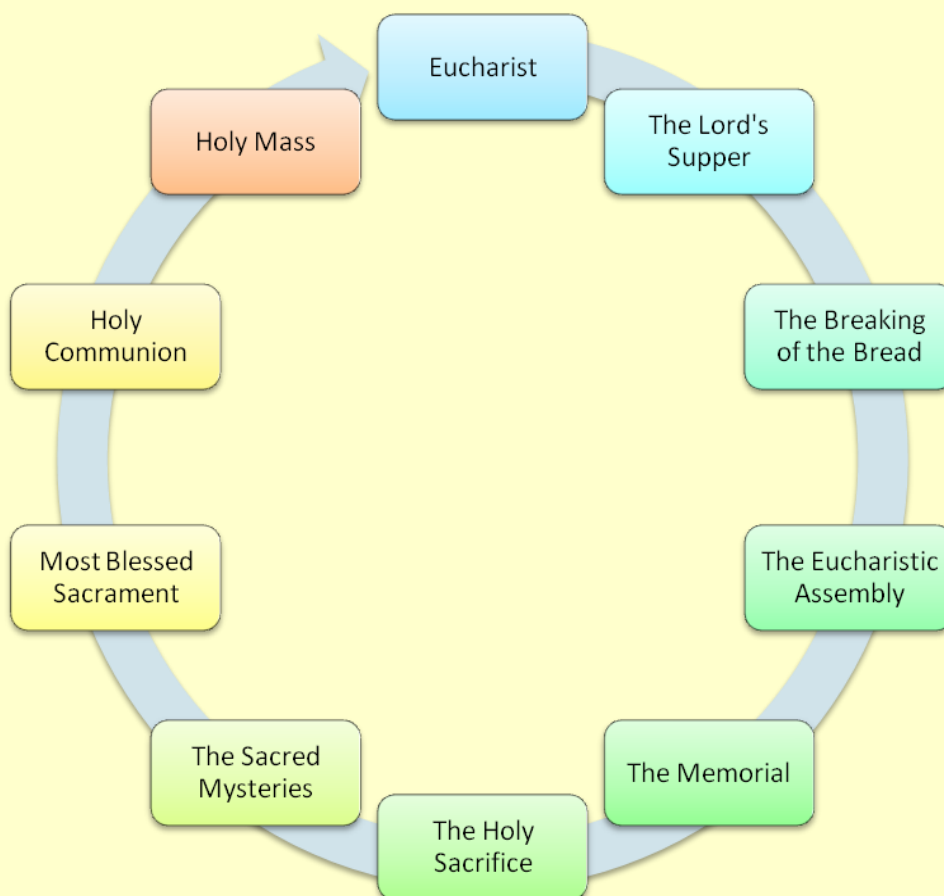 Eucharist
The Lord's
Supper
The Breaking
of the Bread
The Eucharistic
Assembly
The Memorial
The Holy
Sacrifice
The Sacred
Mysteries
Most Blessed
Sacrament
Holy
Communion
Holy Mass